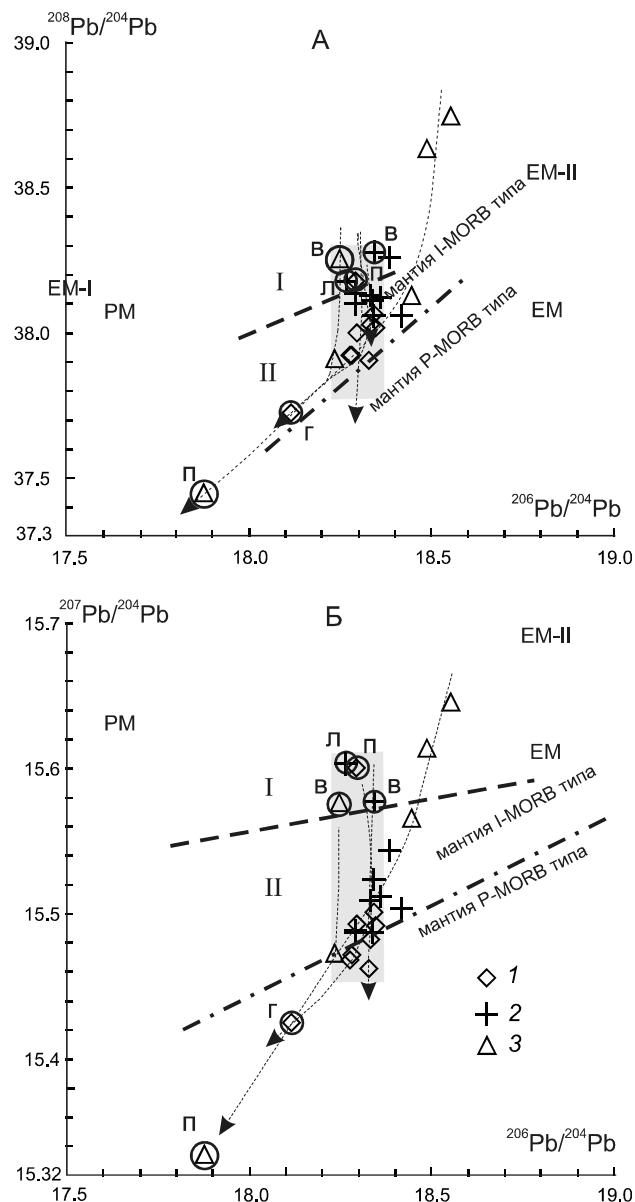 ²⁰⁸Pb/²⁰⁴Pb
А
39.0
38.5
38.0
37.5
37.3
EM-II
мантия I-MORB типа
EM
мантия P-MORB типа
В
В
Л
П
I
EM-I
PM
II
Г
П
²⁰⁶Pb/²⁰⁴Pb
17.5
18.0
18.5
19.0
²⁰⁷Pb/²⁰⁴Pb
Б
15.7
15.6
15.5
15.4
15.32
EM-II
PM
EM
Л
П
В
В
I
мантия I-MORB типа
II
мантия P-MORB типа
1
2
3
Г
П
²⁰⁶Pb/²⁰⁴Pb
17.5
18.0
18.5
19.0